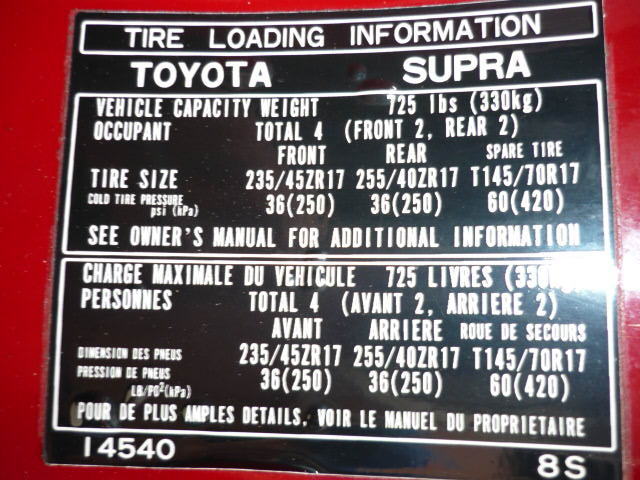 TIRE LOADING INFORMATION
TOYOTA SUPRA
VEHICLE CAPACITY WEIGHT 725 lbs (330kg)
OCCUPANT TOTAL 4 (FRONT 2, REAR 2)
FRONT REAR SPARE TIRE
TIRE SIZE 235/45ZR17 255/40ZR17 T145/70R17
COLD TIRE PRESSURE psi (kPa) 36(250) 36(250) 60(420)
SEE OWNER'S MANUAL FOR ADDITIONAL INFORMATION
CHARGE MAXIMALE DU VEHICULE 725 LIVRES (330kg)
PERSONNES TOTAL 4 (AVANT 2, ARRIERE 2)
AVANT ARRIERE ROUE DE SECOURS
DIMENSION DES PNEUS 235/45ZR17 255/40ZR17 T145/70R17
PRESSION DE PNEUS LB/PO²(kPa) 36(250) 36(250) 60(420)
POUR DE PLUS AMPLES DETAILS, VOIR LE MANUEL DU PROPRIETAIRE
14540 8S